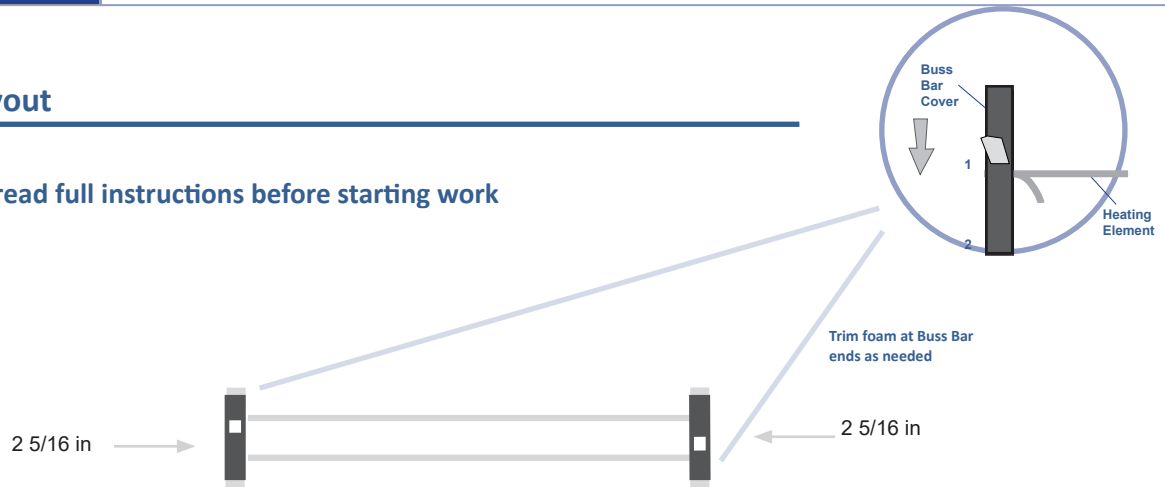 read full instructions before starting work
Buss
Bar
Cover
1
2
Heating
Element
Trim foam at Buss Bar
ends as needed
2 5/16 in
2 5/16 in